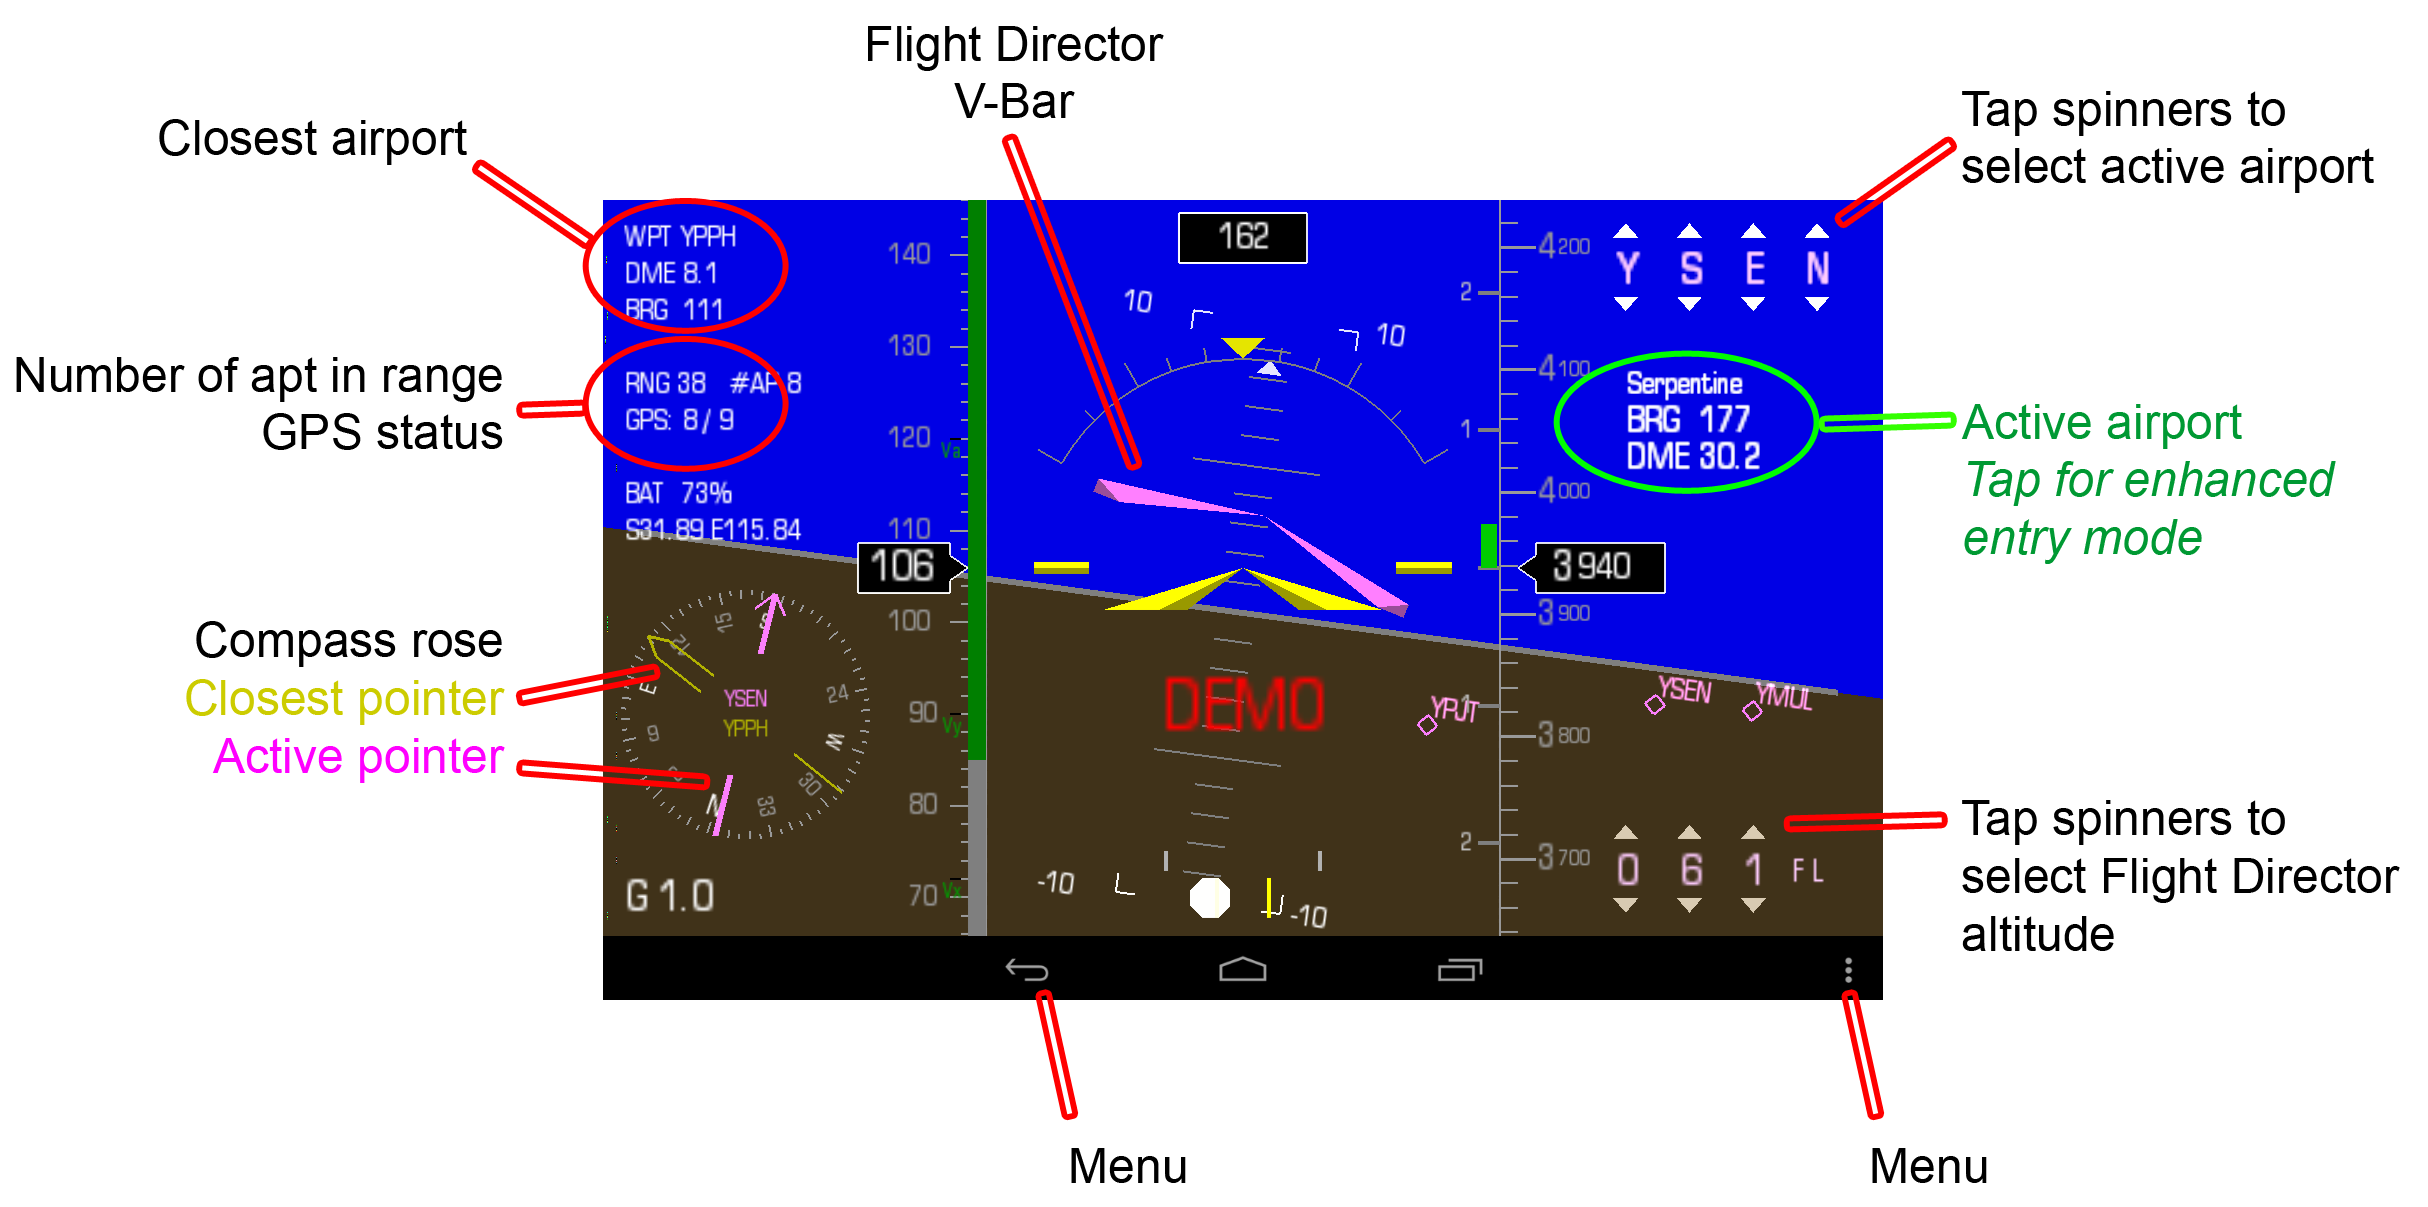 Flight Director
V-Bar
Closest airport
Tap spinners to
select active airport
WPT YPPH
DME 8.1
BRG 111
Number of apt in range
GPS status
RNG 38 #AP 8
GPS: 8 / 9
BAT 73%
S31.89 E115.84
140
130
120
Va
110
106
100
90
Vy
80
70
Vx
162
10
10
2
1
1
2
-10
-10
DEMO
4200
4100
4000
3940
3900
3800
3700
Y S E N
Serpentine
BRG 177
DME 30.2
Active airport
Tap for enhanced
entry mode
Compass rose
Closest pointer
Active pointer
15
S
12
24
E
W
9
30
N
33
YSEN
YPPH
YPJT
YSEN
YMUL
G 1.0
0 6 1 FL
Tap spinners to
select Flight Director
altitude
Menu
Menu